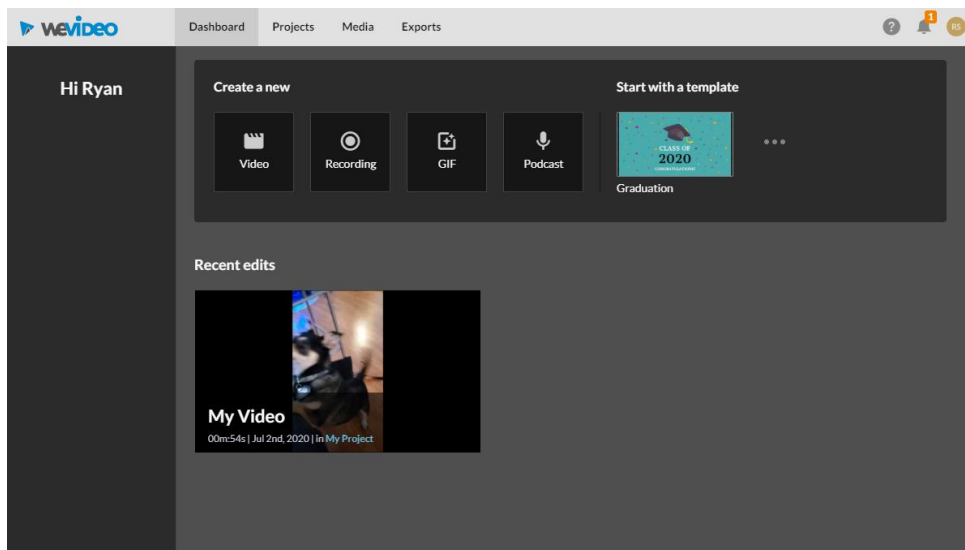 WeVideo
Dashboard Projects Media Exports
1
RS
Hi Ryan
Create a new
Start with a template
Video Recording GIF Podcast
CLASS OF
2020
CONGRATULATIONS!
Graduation
Recent edits
My Video
00m:54s | Jul 2nd, 2020 | in My Project